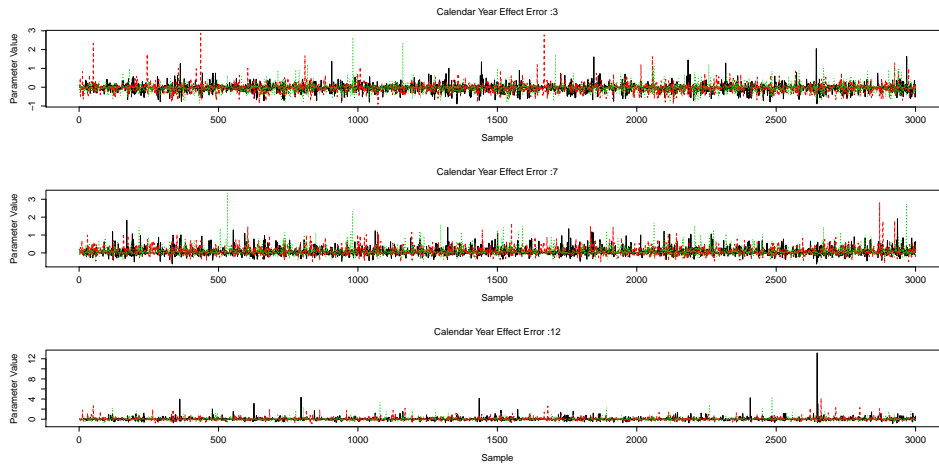 Calendar Year Effect Error :3
Parameter Value
-1 0 1 2 3
0 500 1000 1500 2000 2500 3000
Sample
Calendar Year Effect Error :7
Parameter Value
0 1 2 3
0 500 1000 1500 2000 2500 3000
Sample
Calendar Year Effect Error :12
Parameter Value
0 4 8 12
0 500 1000 1500 2000 2500 3000
Sample